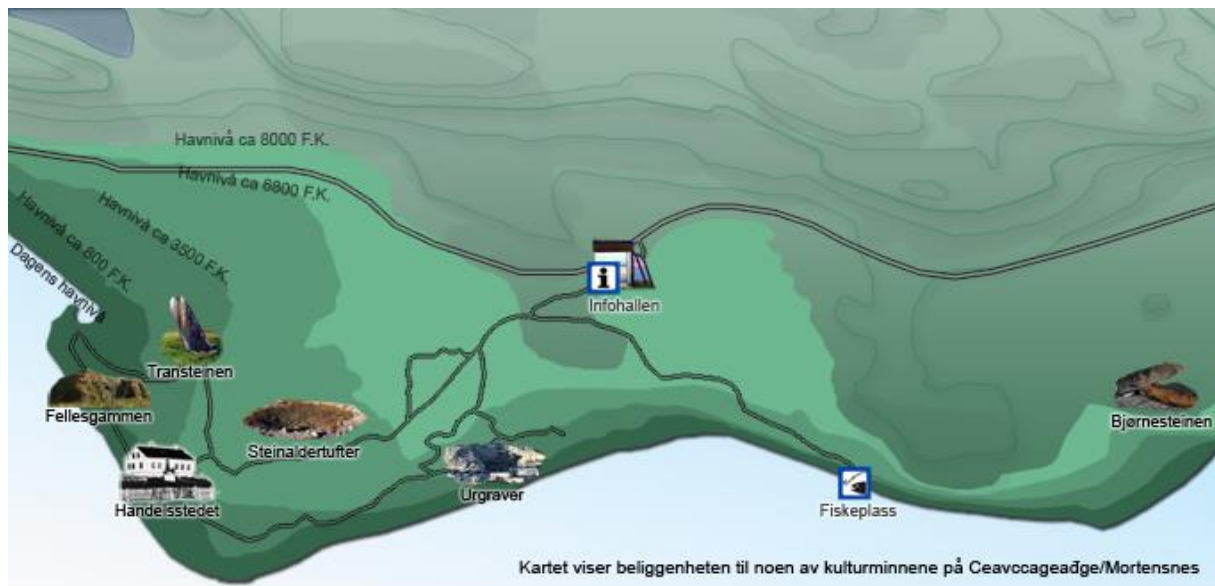 Havnivå ca 8000 F.K.
Havnivå ca 6800 F.K.
Havnivå ca 3500 F.K.
Havnivå ca 800 F.K.
Dagens havnivå
i
Infohallen
Transteinen
Fellesgammen
Bjørnesteinen
Steinaldertufter
Urgraver
Handelsstedet
Fiskeplass
Kartet viser beliggenheten til noen av kulturminnene på Ceavccageađge/Mortensnes